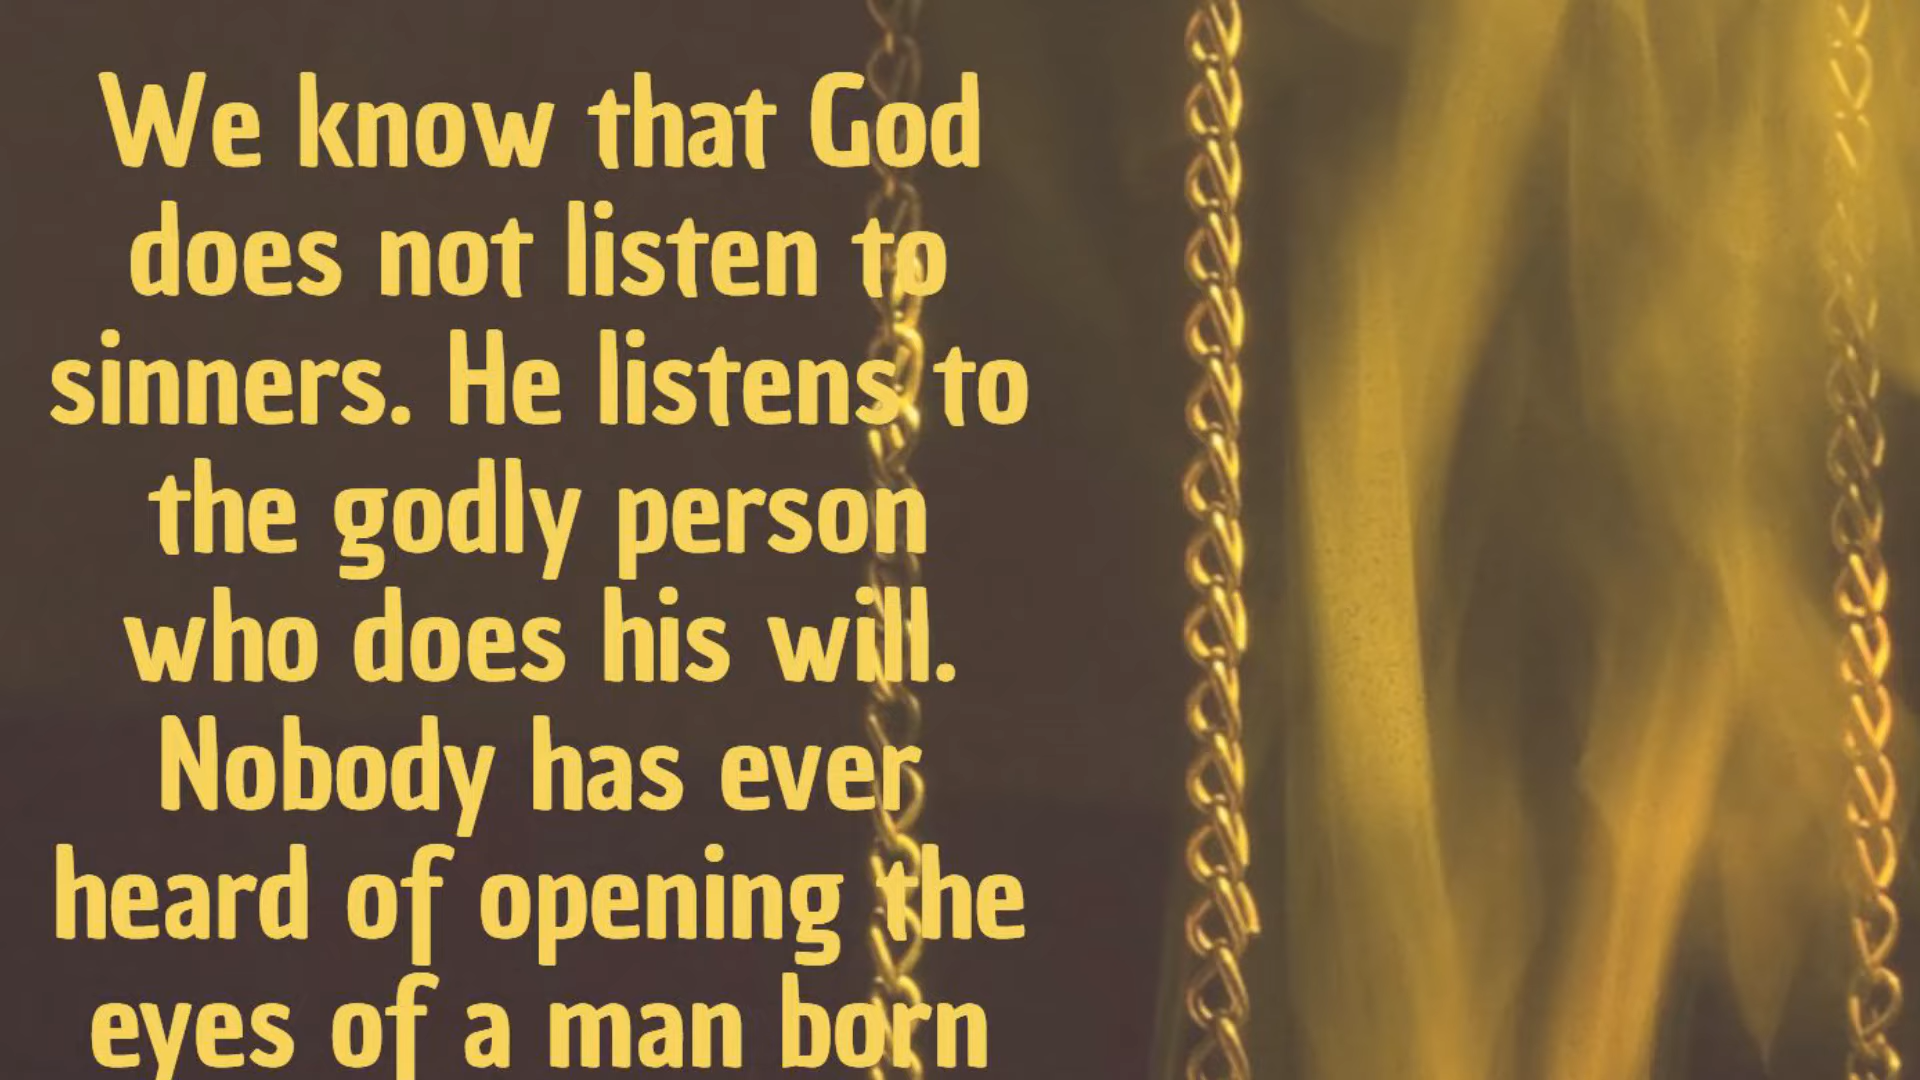 We know that God
does not listen to
sinners. He listens to
the godly person
who does his will.
Nobody has ever
heard of opening the
eyes of a man born